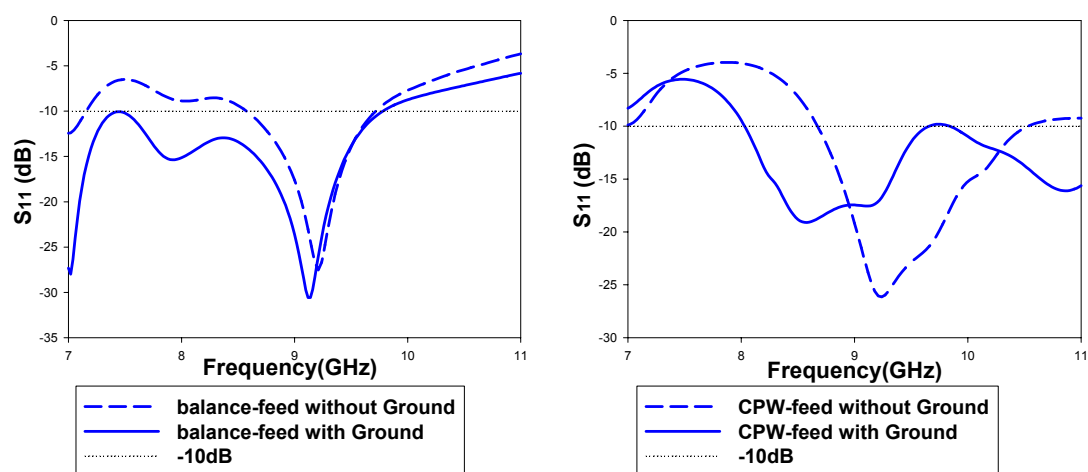 0
-5
-10
-15
-20
-25
-30
-35
S11 (dB)
7
8
9
10
11
Frequency(GHz)
balance-feed without Ground
balance-feed with Ground
-10dB
0
-5
-10
-15
-20
-25
-30
S11 (dB)
7
8
9
10
11
Frequency(GHz)
CPW-feed without Ground
CPW-feed with Ground
-10dB